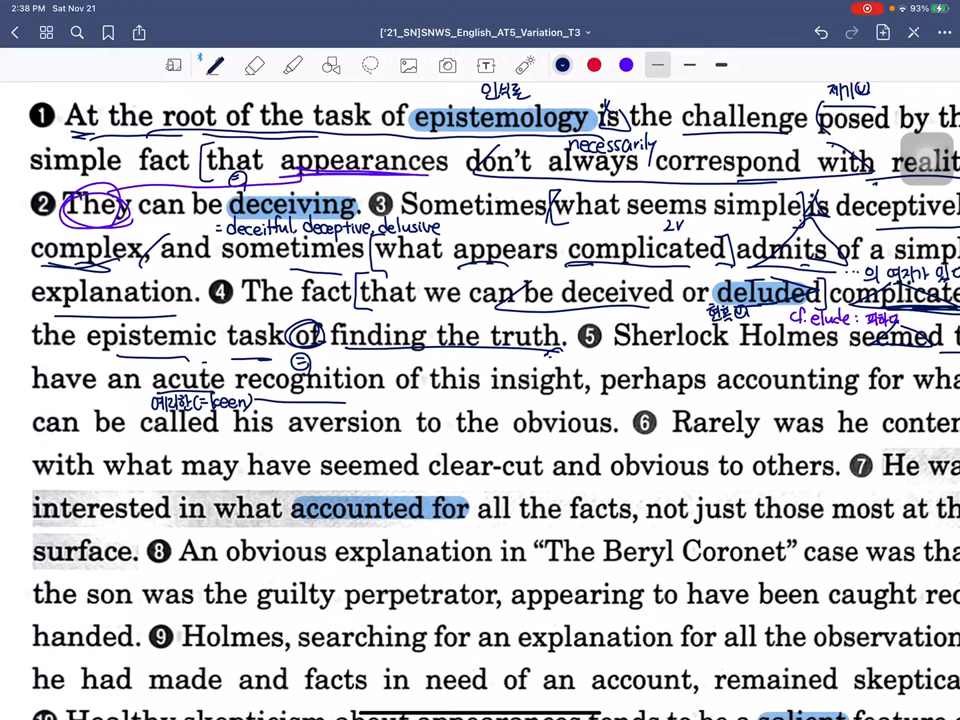 2:38 PM Sat Nov 21
93%
['21_SN]SNWS_English_AT5_Variation_T3
인식론
제기된
❶ At the root of the task of epistemology is the challenge posed by th
necessarily
simple fact that appearances don't always correspond with realit
❷ They can be deceiving. ❸ Sometimes what seems simple is deceptivel
= deceitful, deceptive, delusive
2V
complex, and sometimes what appears complicated admits of a simpl
…의 여지가 있다
explanation. ❹ The fact that we can be deceived or deluded complicate
cf. elude : 피하다
the epistemic task of finding the truth. ❺ Sherlock Holmes seemed t
have an acute recognition of this insight, perhaps accounting for wha
예리한(=keen)
can be called his aversion to the obvious. ❻ Rarely was he conten
with what may have seemed clear-cut and obvious to others. ❼ He wa
interested in what accounted for all the facts, not just those most at th
surface. ❽ An obvious explanation in “The Beryl Coronet” case was tha
the son was the guilty perpetrator, appearing to have been caught red
handed. ❾ Holmes, searching for an explanation for all the observation
he had made and facts in need of an account, remained skeptica
❿ Healthy skepticism about appearances tends to be a salient feature o